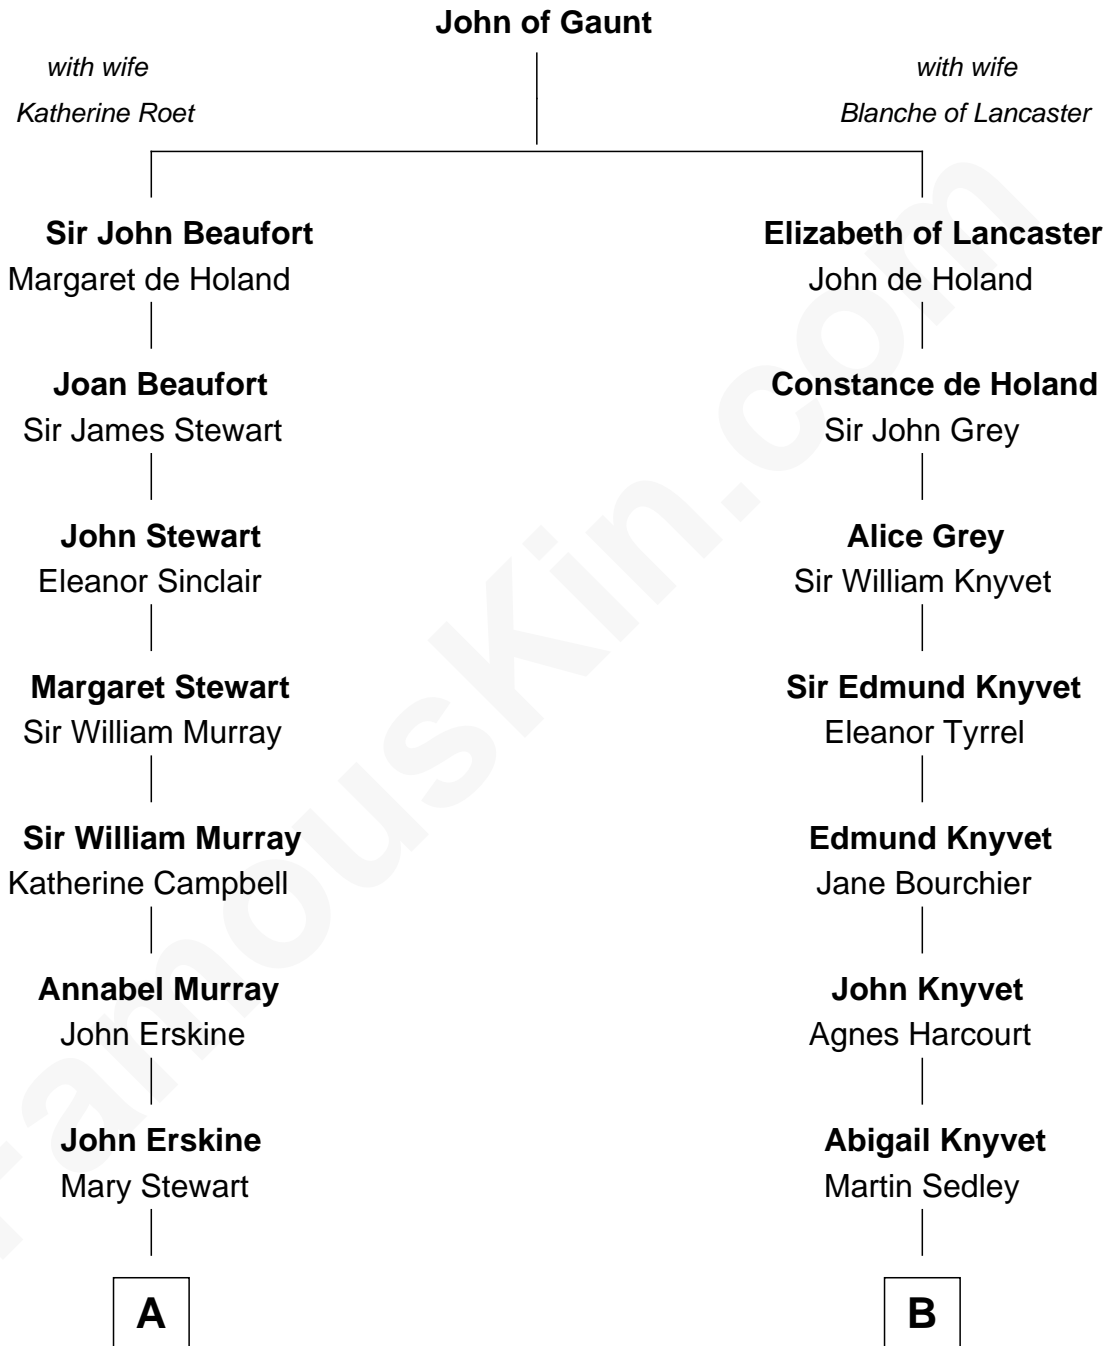 John of Gaunt
with wife
Katherine Roet
with wife
Blanche of Lancaster
Sir John Beaufort
Margaret de Holand
Elizabeth of Lancaster
John de Holand
Joan Beaufort
Sir James Stewart
Constance de Holand
Sir John Grey
John Stewart
Eleanor Sinclair
Alice Grey
Sir William Knyvet
Margaret Stewart
Sir William Murray
Sir Edmund Knyvet
Eleanor Tyrrel
Sir William Murray
Katherine Campbell
Edmund Knyvet
Jane Bourchier
Annabel Murray
John Erskine
John Knyvet
Agnes Harcourt
John Erskine
Mary Stewart
Abigail Knyvet
Martin Sedley
A
B
FamousKin.com